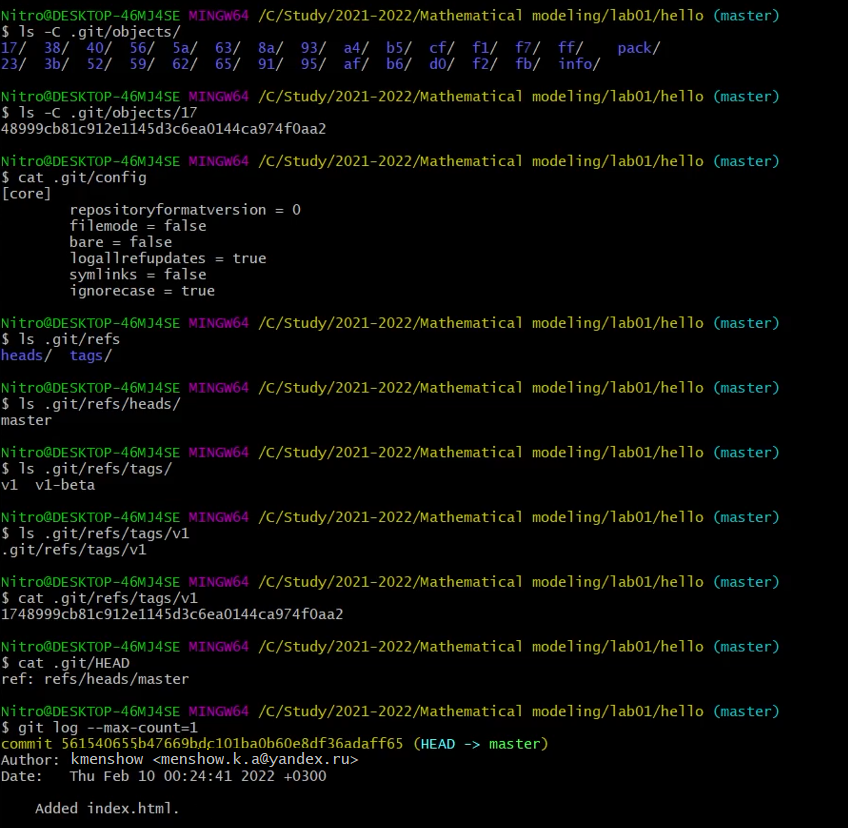 Nitro@DESKTOP-46MJ4SE MINGW64 /C/Study/2021-2022/Mathematical modeling/lab01/hello (master)
$ ls -C .git/objects/
17/  38/  40/  56/  5a/  63/  8a/  93/  a4/  b5/  cf/  f1/  f7/  ff/    pack/
23/  3b/  52/  59/  62/  65/  91/  95/  af/  b6/  d0/  f2/  fb/  info/
Nitro@DESKTOP-46MJ4SE MINGW64 /C/Study/2021-2022/Mathematical modeling/lab01/hello (master)
$ ls -C .git/objects/17
48999cb81c912e1145d3c6ea0144ca974f0aa2
Nitro@DESKTOP-46MJ4SE MINGW64 /C/Study/2021-2022/Mathematical modeling/lab01/hello (master)
$ cat .git/config
[core]
        repositoryformatversion = 0
        filemode = false
        bare = false
        logallrefupdates = true
        symlinks = false
        ignorecase = true
Nitro@DESKTOP-46MJ4SE MINGW64 /C/Study/2021-2022/Mathematical modeling/lab01/hello (master)
$ ls .git/refs
heads/  tags/
Nitro@DESKTOP-46MJ4SE MINGW64 /C/Study/2021-2022/Mathematical modeling/lab01/hello (master)
$ ls .git/refs/heads/
master
Nitro@DESKTOP-46MJ4SE MINGW64 /C/Study/2021-2022/Mathematical modeling/lab01/hello (master)
$ ls .git/refs/tags/
v1  v1-beta
Nitro@DESKTOP-46MJ4SE MINGW64 /C/Study/2021-2022/Mathematical modeling/lab01/hello (master)
$ ls .git/refs/tags/v1
.git/refs/tags/v1
Nitro@DESKTOP-46MJ4SE MINGW64 /C/Study/2021-2022/Mathematical modeling/lab01/hello (master)
$ cat .git/refs/tags/v1
1748999cb81c912e1145d3c6ea0144ca974f0aa2
Nitro@DESKTOP-46MJ4SE MINGW64 /C/Study/2021-2022/Mathematical modeling/lab01/hello (master)
$ cat .git/HEAD
ref: refs/heads/master
Nitro@DESKTOP-46MJ4SE MINGW64 /C/Study/2021-2022/Mathematical modeling/lab01/hello (master)
$ git log --max-count=1
commit 561540655b47669bdc101ba0b60e8df36adaff65 (HEAD -> master)
Author: kmenshow <menshow.k.a@yandex.ru>
Date:   Thu Feb 10 00:24:41 2022 +0300
    Added index.html.